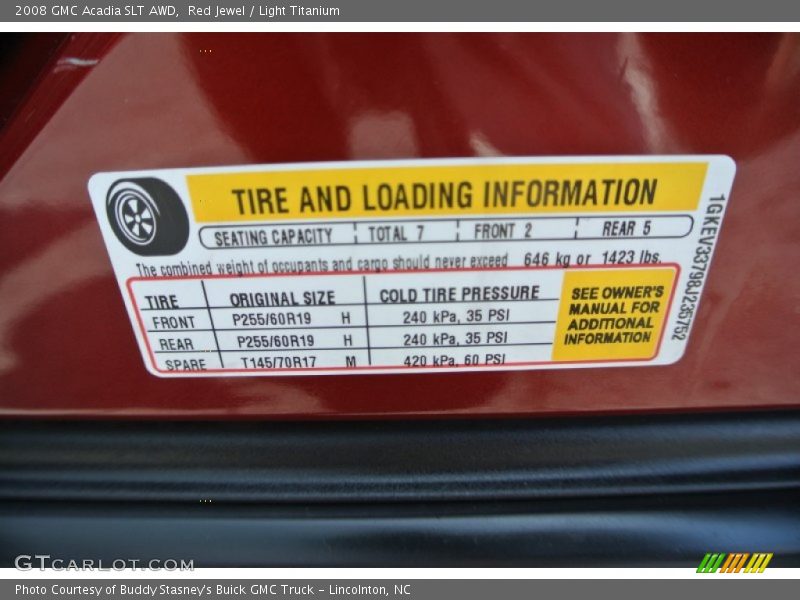 2008 GMC Acadia SLT AWD,  Red Jewel / Light Titanium
TIRE AND LOADING INFORMATION
SEATING CAPACITY TOTAL 7 FRONT 2 REAR 5
The combined weight of occupants and cargo should never exceed 646 kg or 1423 lbs.
TIRE ORIGINAL SIZE COLD TIRE PRESSURE
FRONT P255/60R19 H 240 kPa, 35 PSI
REAR P255/60R19 H 240 kPa, 35 PSI
SPARE T145/70R17 M 420 kPa, 60 PSI
SEE OWNER'S
MANUAL FOR
ADDITIONAL
INFORMATION
1GKEV33798J235752
GTCARLOT.COM
Photo Courtesy of Buddy Stasney's Buick GMC Truck - Lincolnton, NC